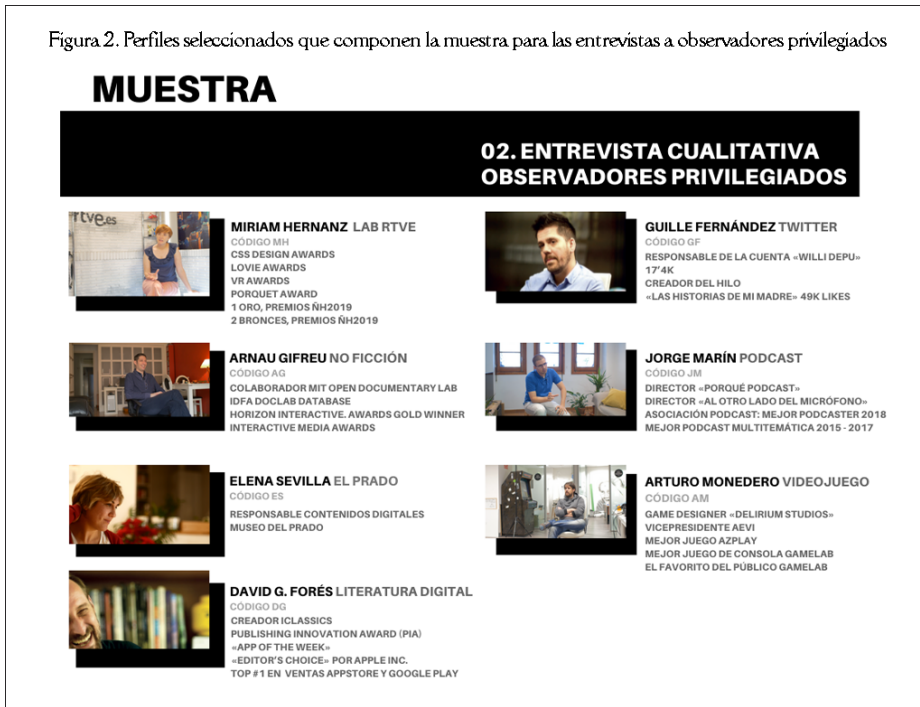 Figura 2. Perfiles seleccionados que componen la muestra para las entrevistas a observadores privilegiados
MUESTRA
02. ENTREVISTA CUALITATIVA
OBSERVADORES PRIVILEGIADOS
rtve.es
MIRIAM HERNANZ LAB RTVE
CÓDIGO MH
CSS DESIGN AWARDS
LOVIE AWARDS
VR AWARDS
PORQUET AWARD
1 ORO, PREMIOS ÑH2019
2 BRONCES, PREMIOS ÑH2019
ARNAU GIFREU NO FICCIÓN
CÓDIGO AG
COLABORADOR MIT OPEN DOCUMENTARY LAB
IDFA DOCLAB DATABASE
HORIZON INTERACTIVE. AWARDS GOLD WINNER
INTERACTIVE MEDIA AWARDS
ELENA SEVILLA EL PRADO
CÓDIGO ES
RESPONSABLE CONTENIDOS DIGITALES
MUSEO DEL PRADO
DAVID G. FORÉS LITERATURA DIGITAL
CÓDIGO DG
CREADOR ICLASSICS
PUBLISHING INNOVATION AWARD (PIA)
«APP OF THE WEEK»
«EDITOR'S CHOICE» POR APPLE INC.
TOP #1 EN VENTAS APPSTORE Y GOOGLE PLAY
GUILLE FERNÁNDEZ TWITTER
CÓDIGO GF
RESPONSABLE DE LA CUENTA «WILLI DEPU»
17'4K
CREADOR DEL HILO
«LAS HISTORIAS DE MI MADRE» 49K LIKES
JORGE MARÍN PODCAST
CÓDIGO JM
DIRECTOR «PORQUÉ PODCAST»
DIRECTOR «AL OTRO LADO DEL MICRÓFONO»
ASOCIACIÓN PODCAST: MEJOR PODCASTER 2018
MEJOR PODCAST MULTITEMÁTICA 2015 - 2017
ARTURO MONEDERO VIDEOJUEGO
CÓDIGO AM
GAME DESIGNER «DELIRIUM STUDIOS»
VICEPRESIDENTE AEVI
MEJOR JUEGO AZPLAY
MEJOR JUEGO DE CONSOLA GAMELAB
EL FAVORITO DEL PÚBLICO GAMELAB